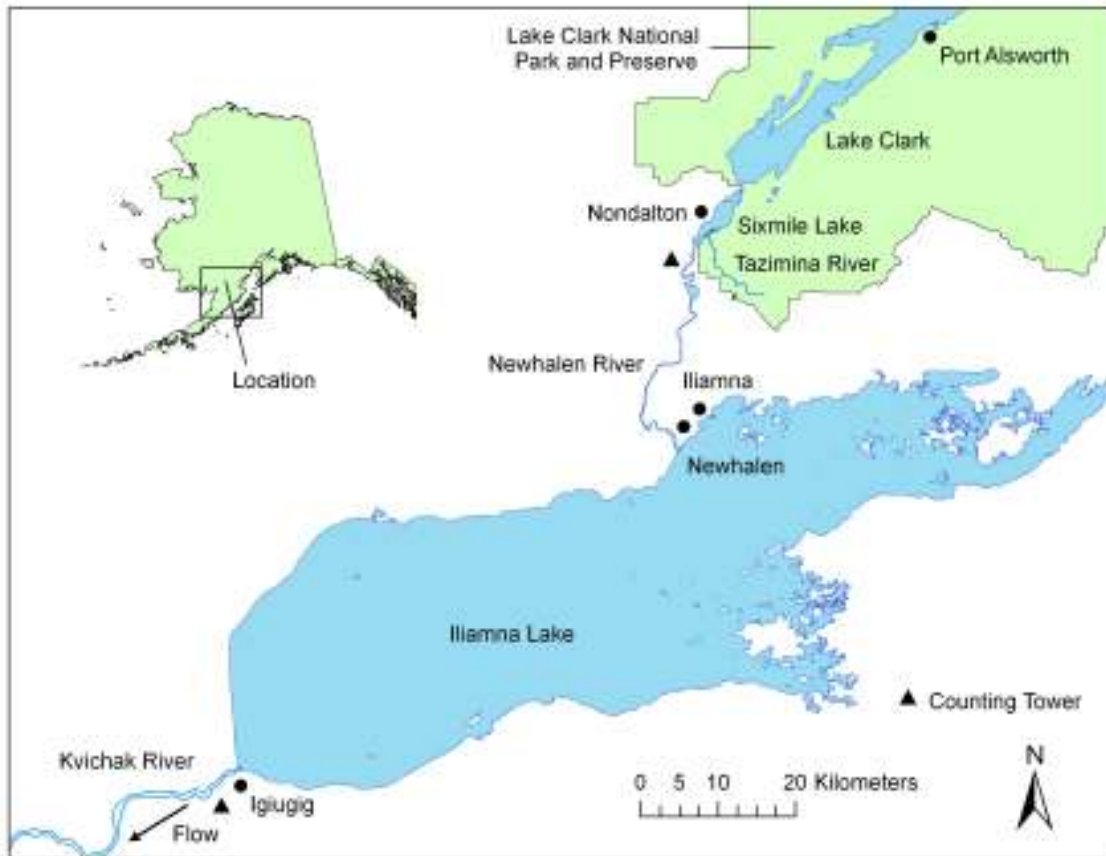 Lake Clark National
Park and Preserve
Port Alsworth
Lake Clark
Nondalton
Sixmile Lake
Tazimina River
Newhalen River
Iliamna
Location
Newhalen
Iliamna Lake
Counting Tower
Kvichak River
Igiugig
Flow
0 5 10 20 Kilometers
N